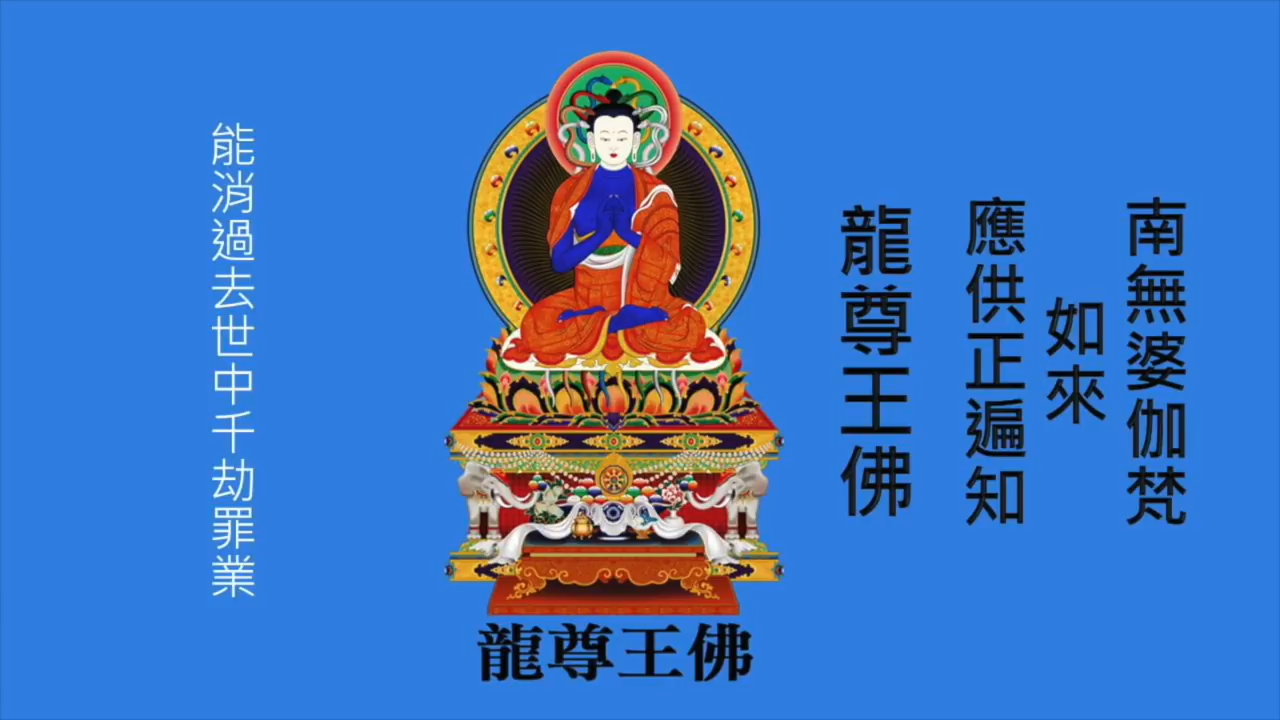 南無婆伽梵
如來
應供正遍知
龍尊王佛
龍尊王佛
能消過去世中千劫罪業